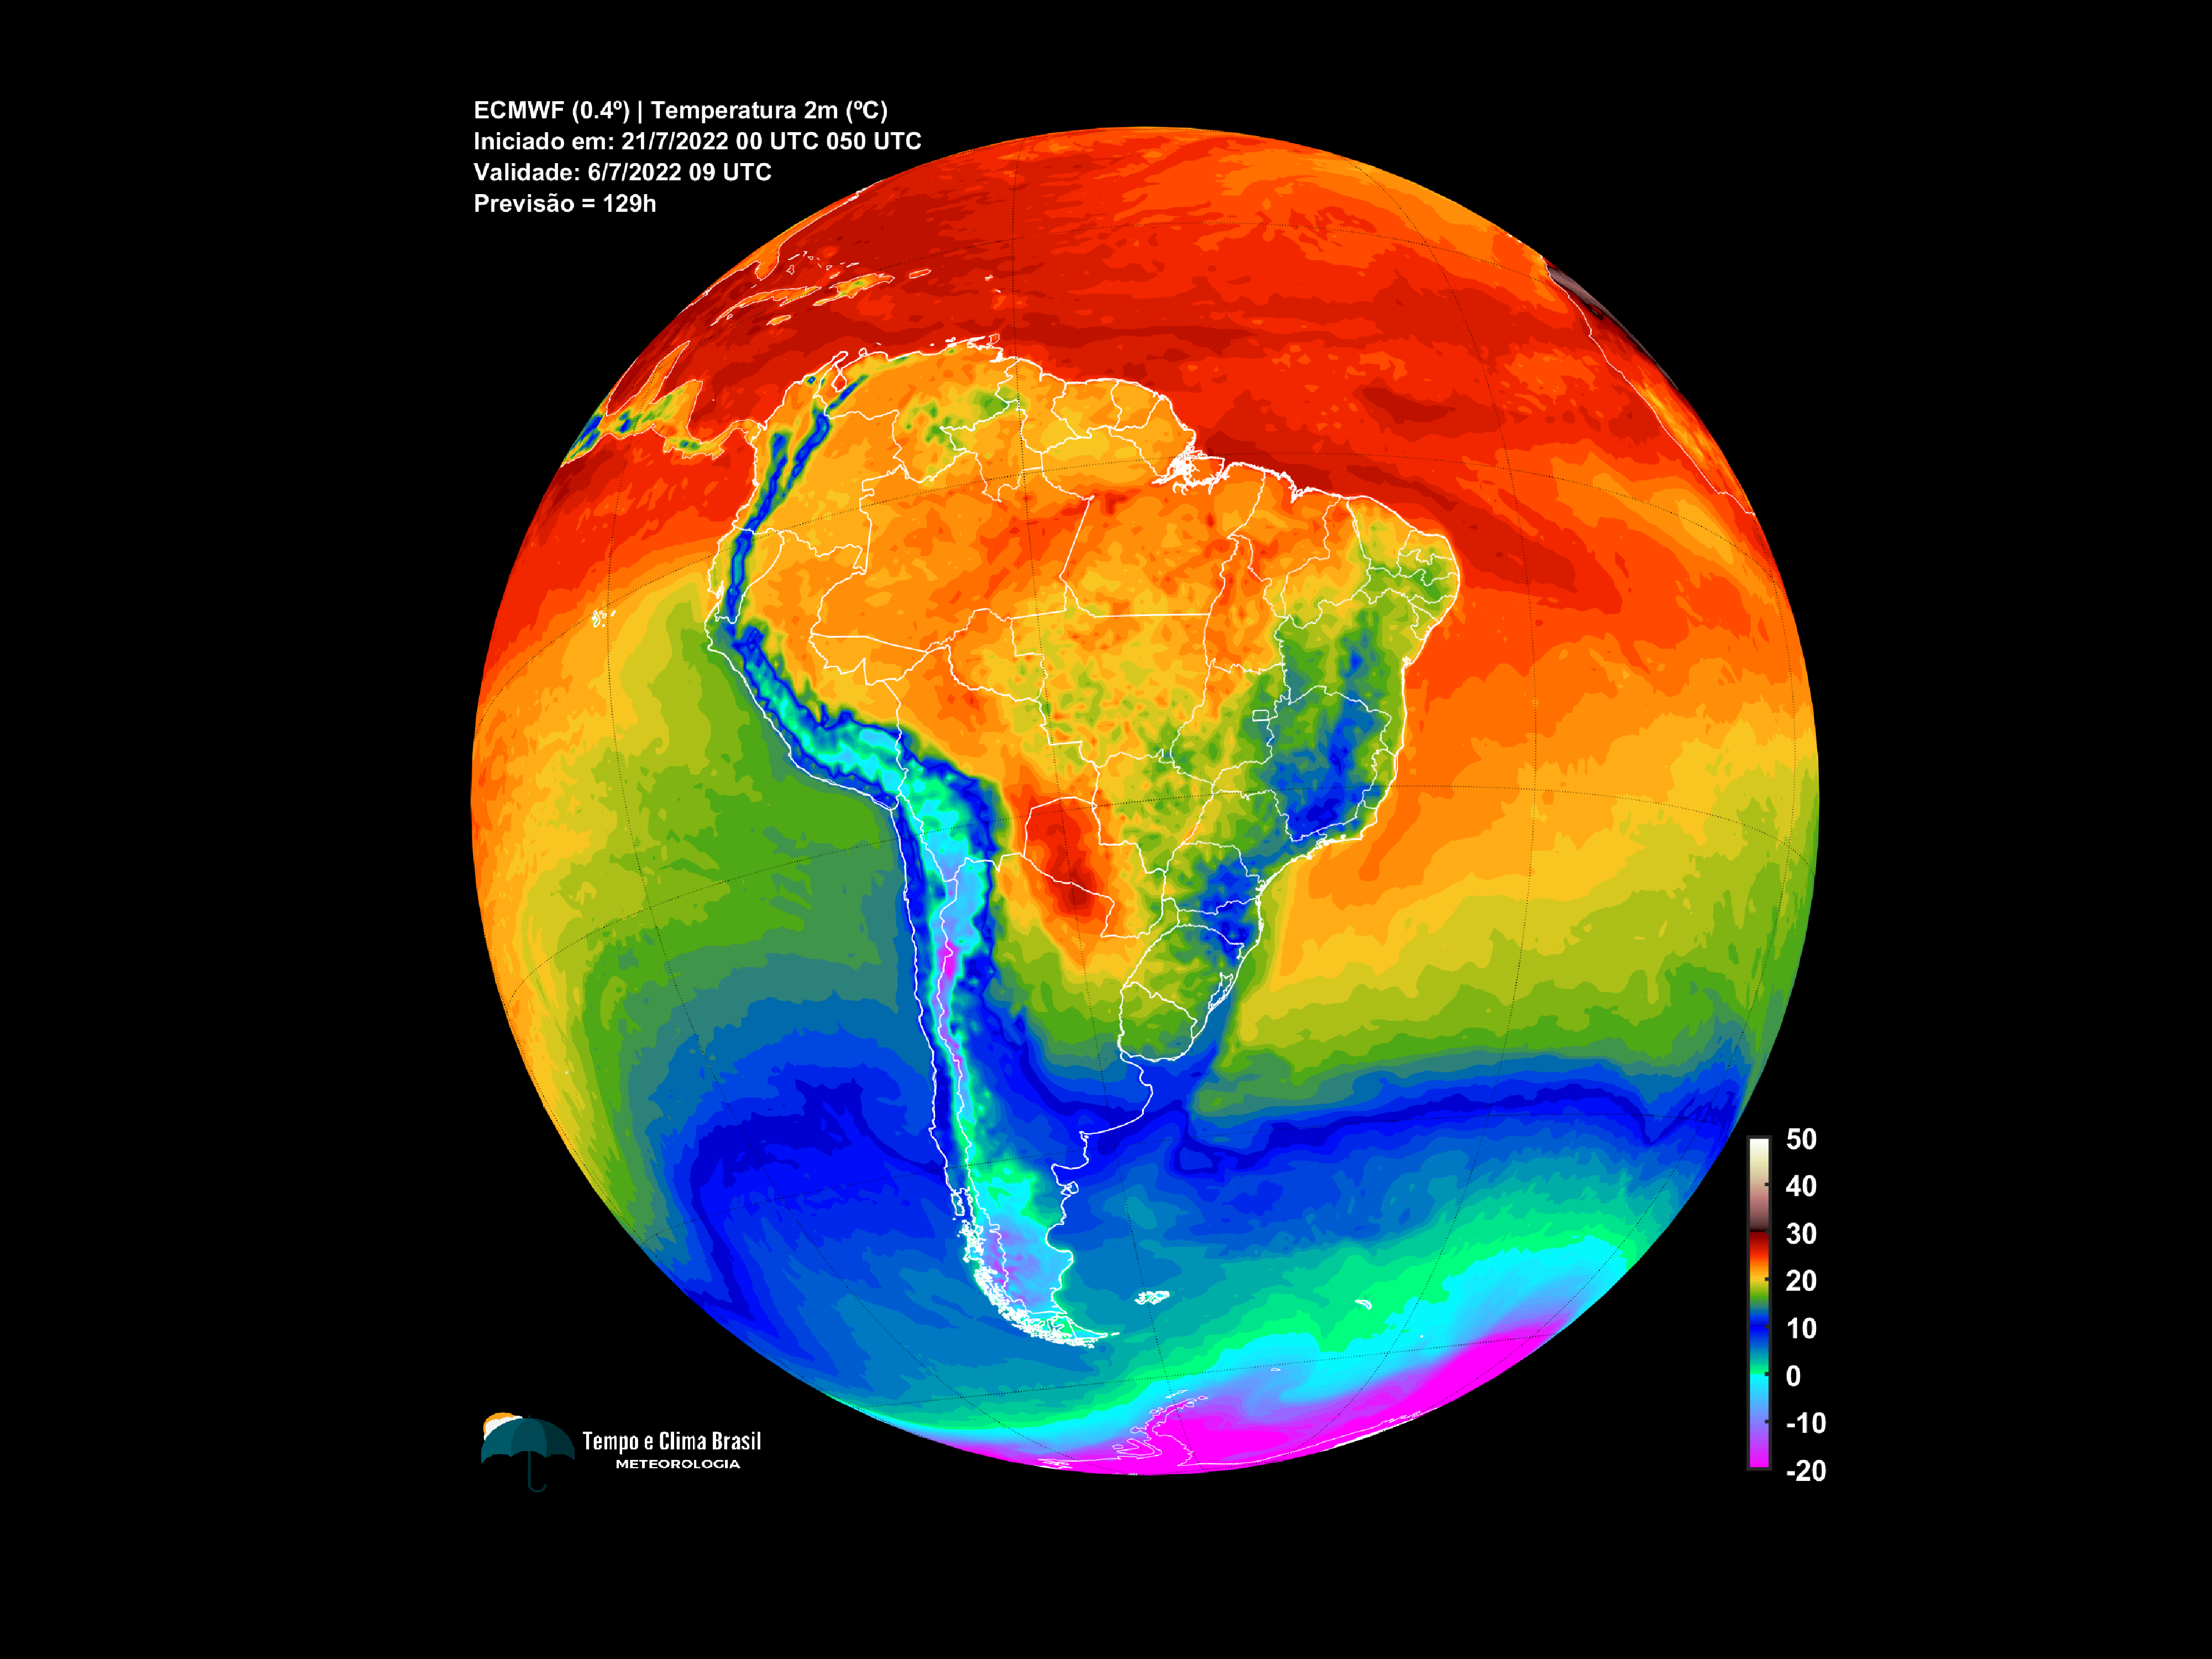 ECMWF (0.4º) | Temperatura 2m (ºC)
Iniciado em: 21/7/2022 00 UTC 050 UTC
Validade: 6/7/2022 09 UTC
Previsão = 129h
50
40
30
20
10
0
-10
-20
Tempo e Clima Brasil
METEOROLOGIA